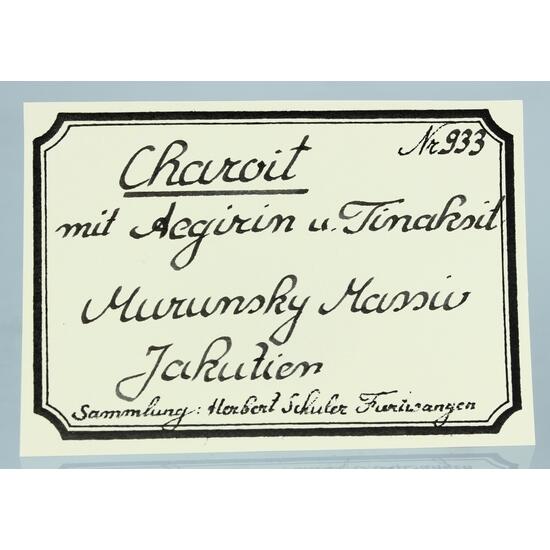 Nr. 933
Charoit
mit Aegirin u. Tinaksit
Murunsky Massiv
Jakutien
Sammlung: Herbert Schuler Furtwangen